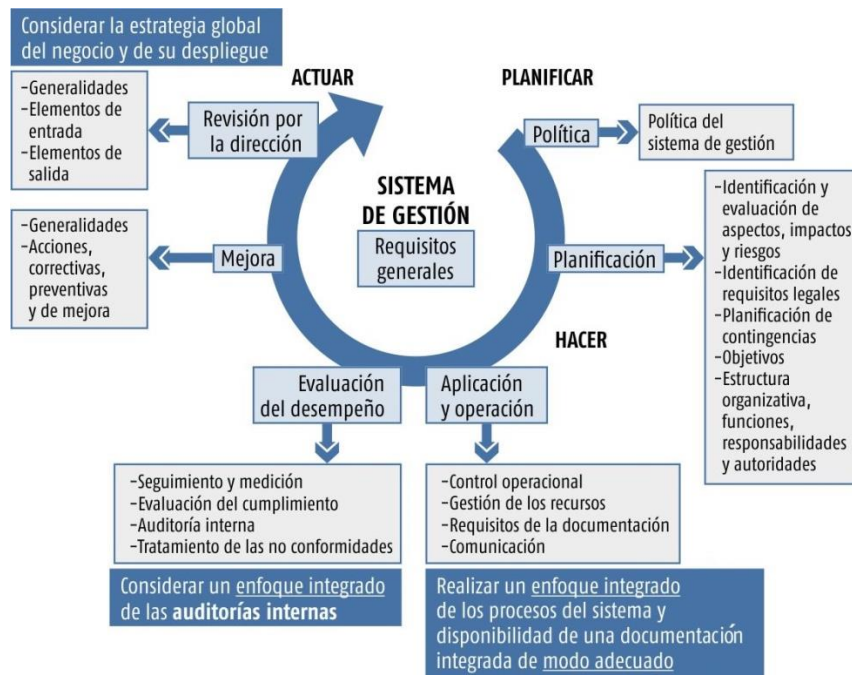 Considerar la estrategia global
del negocio y de su despliegue
ACTUAR
PLANIFICAR
-Generalidades
-Elementos de
entrada
-Elementos de
salida
Revisión por
la dirección
Política
Política del
sistema de gestión
SISTEMA
DE GESTIÓN
Requisitos
generales
-Generalidades
-Acciones,
correctivas,
preventivas
y de mejora
Mejora
Planificación
-Identificación y
evaluación de
aspectos, impactos
y riesgos
-Identificación de
requisitos legales
-Planificación de
contingencias
-Objetivos
-Estructura
organizativa,
funciones,
responsabilidades
y autoridades
HACER
Evaluación
del desempeño
Aplicación
y operación
-Seguimiento y medición
-Evaluación del cumplimiento
-Auditoría interna
-Tratamiento de las no conformidades
-Control operacional
-Gestión de los recursos
-Requisitos de la documentación
-Comunicación
Considerar un enfoque integrado
de las auditorías internas
Realizar un enfoque integrado
de los procesos del sistema y
disponibilidad de una documentación
integrada de modo adecuado